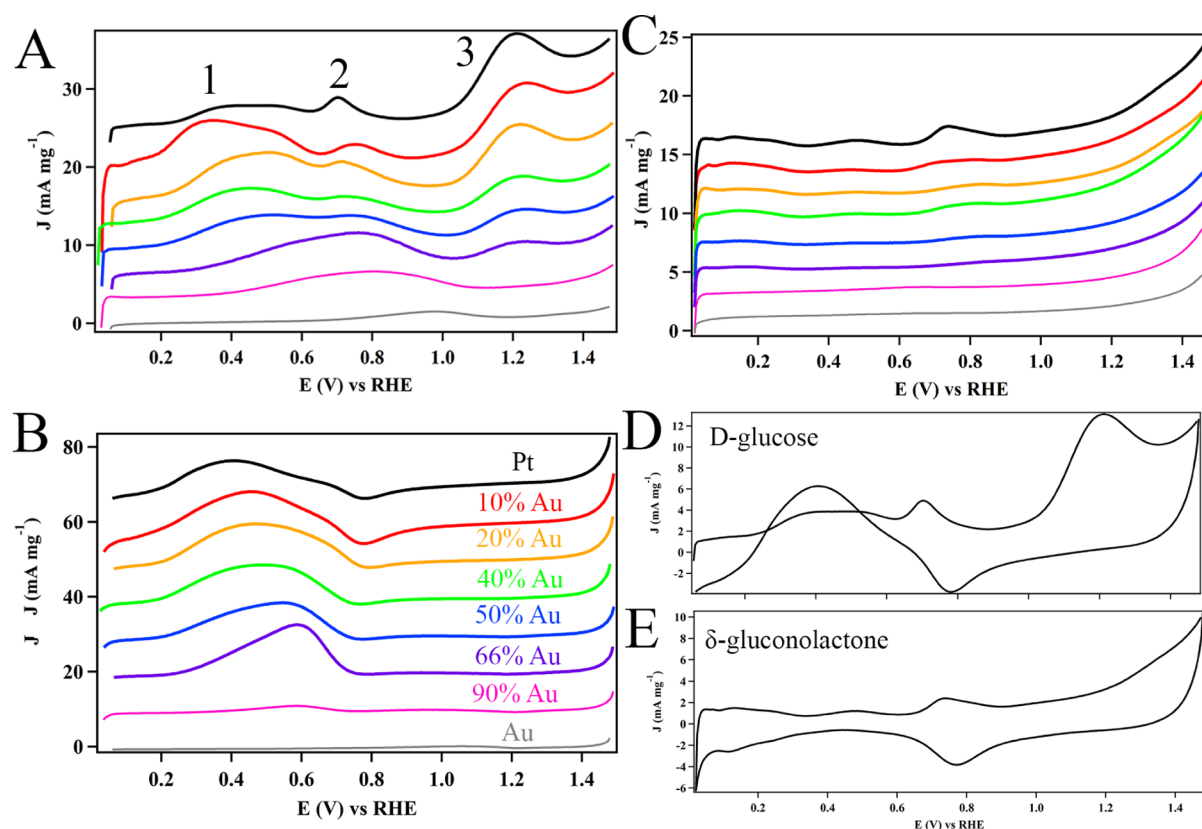 A
1
2
3
J (mA mg-1)
30
20
10
0
0.2 0.4 0.6 0.8 1.0 1.2 1.4
E (V) vs RHE
C
J (mA mg-1)
25
20
15
10
5
0
0.2 0.4 0.6 0.8 1.0 1.2 1.4
E (V) vs RHE
B
J J (mA mg-1)
80
60
40
20
0
Pt
10% Au
20% Au
40% Au
50% Au
66% Au
90% Au
Au
0.2 0.4 0.6 0.8 1.0 1.2 1.4
E (V) vs RHE
D
D-glucose
J (mA mg-1)
12
10
8
6
4
2
0
-2
E
δ-gluconolactone
J (mA mg-1)
10
8
6
4
2
0
-2
-4
-6
0.2 0.4 0.6 0.8 1.0 1.2 1.4
E (V) vs RHE